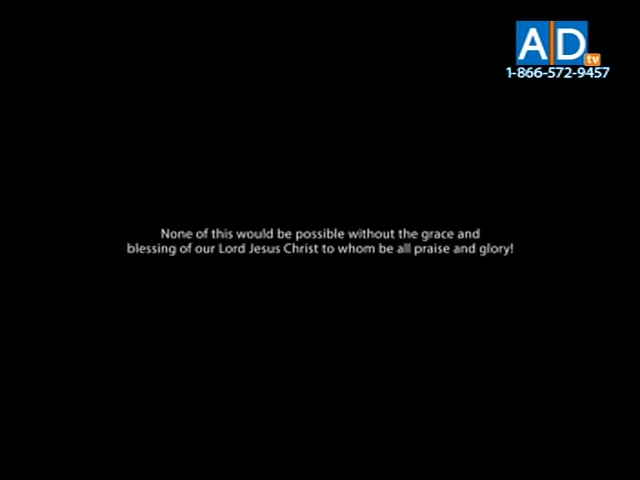 AD
tv
1-866-572-9457
None of this would be possible without the grace and
blessing of our Lord Jesus Christ to whom be all praise and glory!